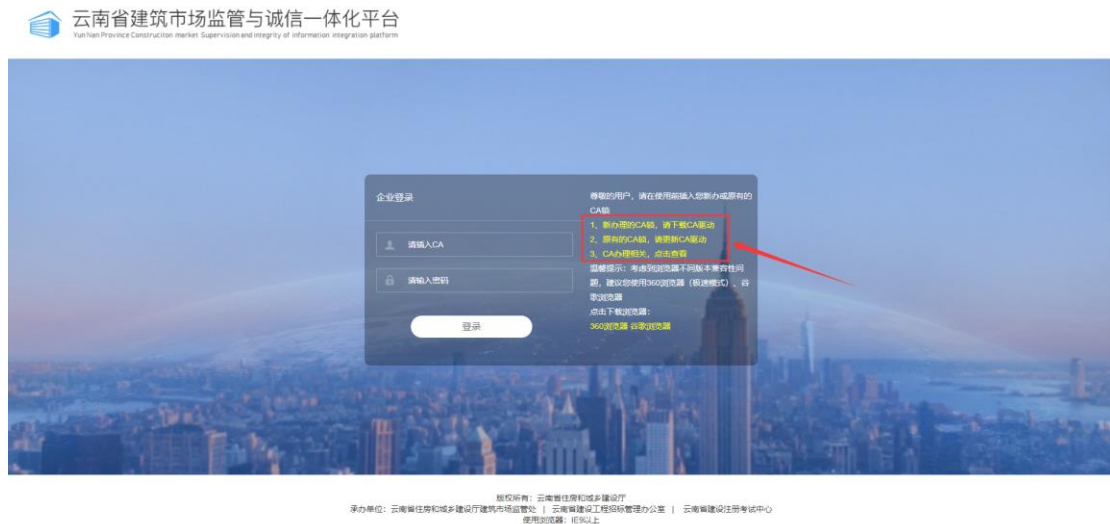 云南省建筑市场监管与诚信一体化平台
Yun Nan Province Construciton market Supervision and integrity of information integration platform
企业登录
请插入CA
请输入密码
登录
尊敬的用户，请在使用前插入您新办或原有的
CA锁
1、新办理的CA锁，请下载CA驱动
2、原有的CA锁，请更新CA驱动
3、CA办理相关，点击查看
温馨提示：考虑到浏览器不同版本兼容性问
题，建议您使用360浏览器（极速模式）、谷
歌浏览器
点击下载浏览器：
360浏览器 谷歌浏览器
版权所有：云南省住房和城乡建设厅
承办单位：云南省住房和城乡建设厅建筑市场监管处 | 云南省建设工程招标管理办公室 | 云南省建设注册考试中心
使用浏览器：IE9以上